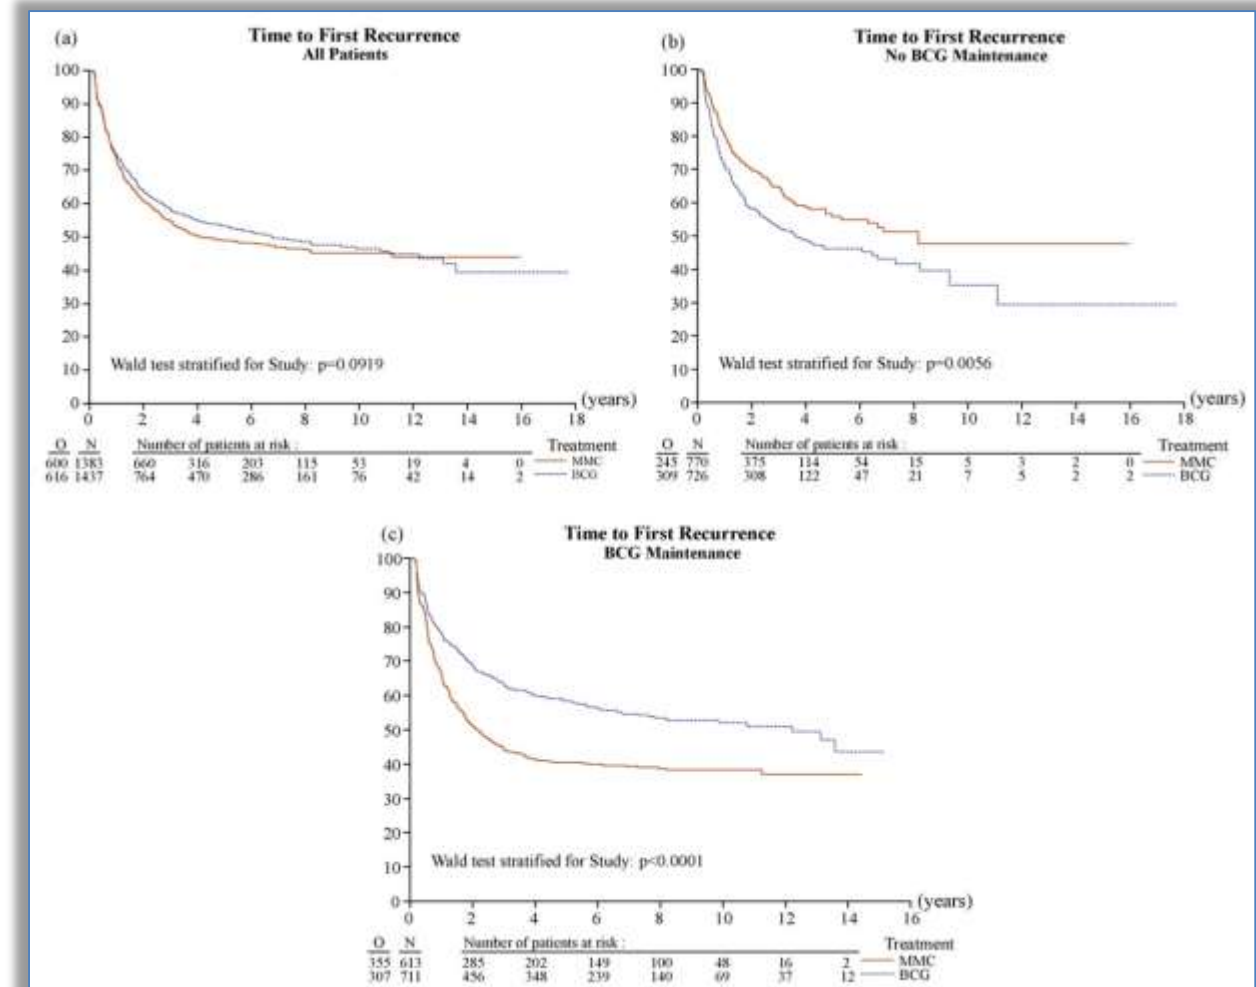 (a)
Time to First Recurrence
All Patients
100
90
80
70
60
50
40
30
20
10
0
Wald test stratified for Study: p=0.0919
0 2 4 6 8 10 12 14 16 18
(years)
O N Number of patients at risk : Treatment
600 1383 660 316 203 115 53 19 4 0 MMC
616 1437 764 470 286 161 76 42 14 2 BCG
(b)
Time to First Recurrence
No BCG Maintenance
100
90
80
70
60
50
40
30
20
10
0
Wald test stratified for Study: p=0.0056
0 2 4 6 8 10 12 14 16 18
(years)
O N Number of patients at risk : Treatment
245 770 375 114 54 15 5 3 2 0 MMC
309 726 308 122 47 21 7 5 2 2 BCG
(c)
Time to First Recurrence
BCG Maintenance
100
90
80
70
60
50
40
30
20
10
0
Wald test stratified for Study: p<0.0001
0 2 4 6 8 10 12 14 16
(years)
O N Number of patients at risk : Treatment
355 613 285 202 149 100 48 16 2 MMC
307 711 456 348 239 140 69 37 12 BCG